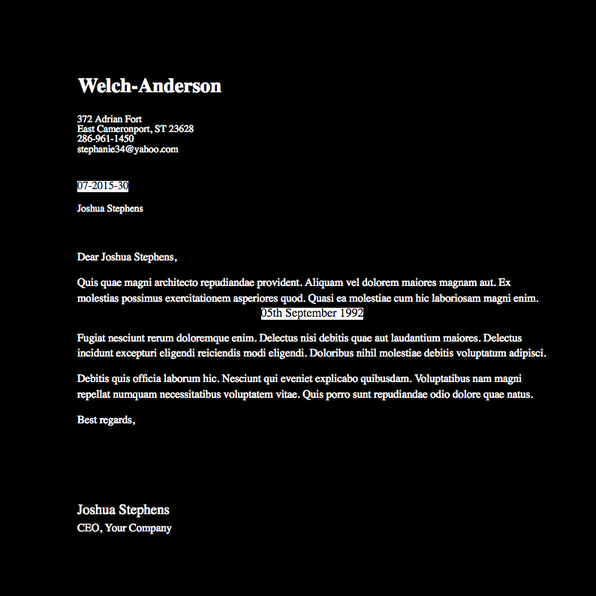 Welch-Anderson
372 Adrian Fort
East Cameronport, ST 23628
286-961-1450
stephanie34@yahoo.com
07-2015-30
Joshua Stephens
Dear Joshua Stephens,
Quis quae magni architecto repudiandae provident. Aliquam vel dolorem maiores magnam aut. Ex
molestias possimus exercitationem asperiores quod. Quasi ea molestiae cum hic laboriosam magni enim.
05th September 1992
Fugiat nesciunt rerum doloremque enim. Delectus nisi debitis quae aut laudantium maiores. Delectus
incidunt excepturi eligendi reiciendis modi eligendi. Doloribus nihil molestiae debitis voluptatum adipisci.
Debitis quis officia laborum hic. Nesciunt qui eveniet explicabo quibusdam. Voluptatibus nam magni
repellat numquam necessitatibus voluptatem vitae. Quis porro sunt repudiandae odio dolore quae natus.
Best regards,
Joshua Stephens
CEO, Your Company